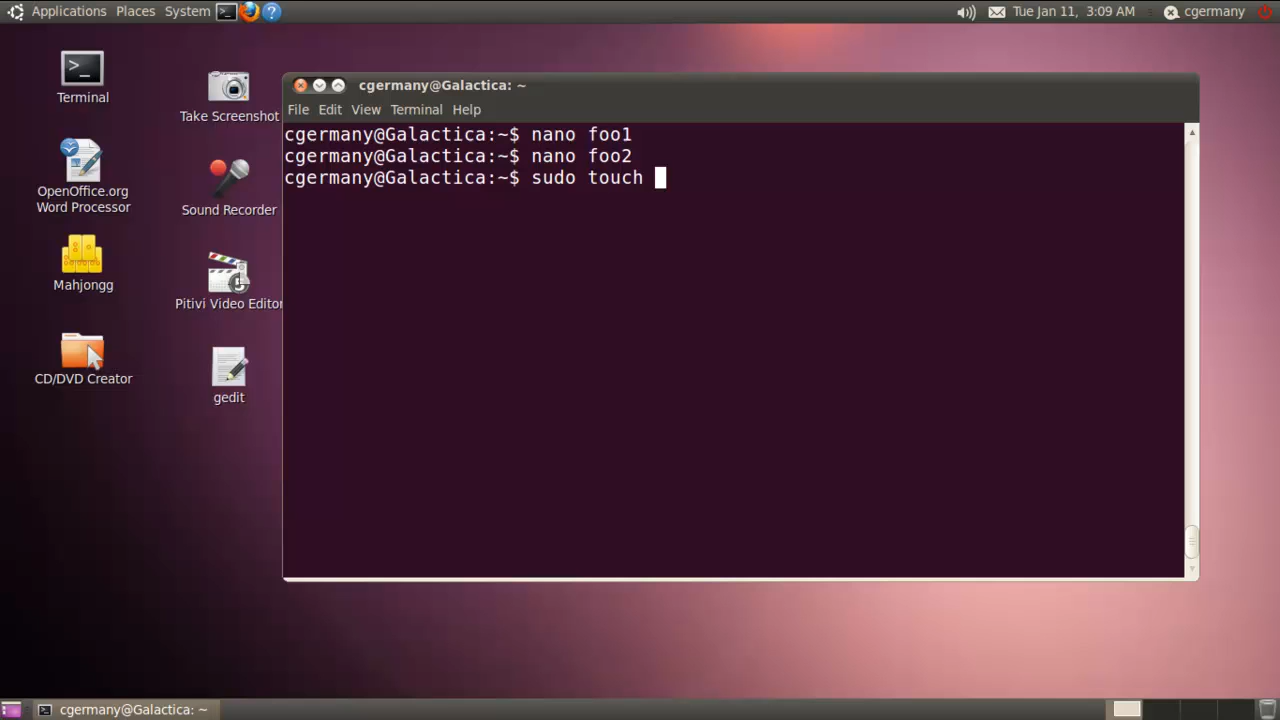 Applications Places System Tue Jan 11, 3:09 AM cgermany
Terminal
Take Screenshot
OpenOffice.org
Word Processor
Sound Recorder
Mahjongg
Pitivi Video Editor
CD/DVD Creator
gedit
cgermany@Galactica: ~
File Edit View Terminal Help
cgermany@Galactica:~$ nano foo1
cgermany@Galactica:~$ nano foo2
cgermany@Galactica:~$ sudo touch
cgermany@Galactica: ~